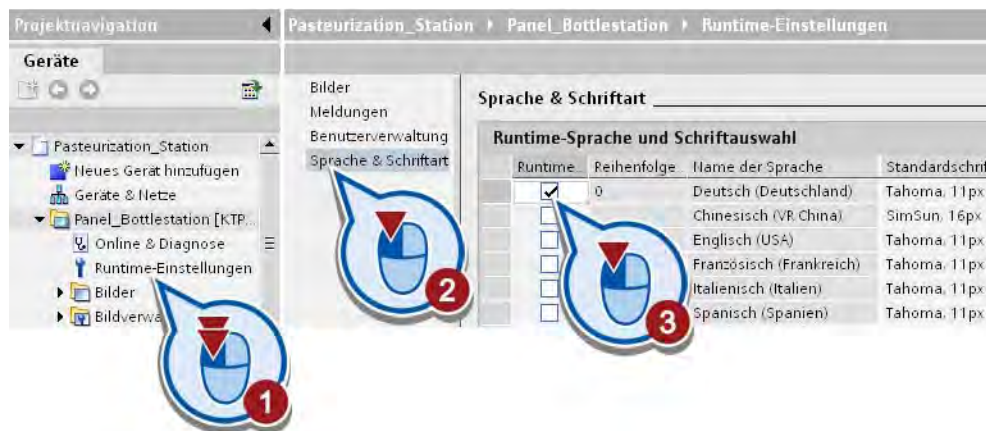 Projektnavigation
Pasteurization_Station Panel_Bottlestation Runtime-Einstellungen
Geräte
Pasteurization_Station
Neues Gerät hinzufügen
Geräte & Netze
Panel_Bottlestation [KTP...
Online & Diagnose
Runtime-Einstellungen
Bilder
Bildverwa
1
Bilder
Meldungen
Benutzerverwaltung
Sprache & Schriftart
2
Sprache & Schriftart
Runtime-Sprache und Schriftauswahl
Runtime... Reihenfolge Name der Sprache Standardschrif
0 Deutsch (Deutschland) Tahoma, 11px
Chinesisch (VR China) SimSun, 16px
Englisch (USA) Tahoma, 11px
Französisch (Frankreich) Tahoma, 11px
Italienisch (Italien) Tahoma, 11px
Spanisch (Spanien) Tahoma, 11px
3